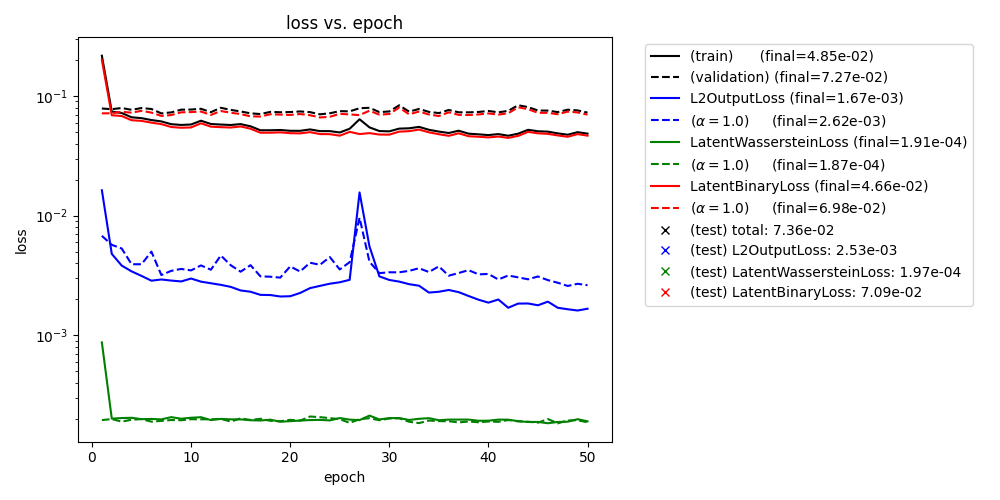 loss vs. epoch
loss
10⁻¹
10⁻²
10⁻³
0
10
20
30
40
50
epoch
(train) (final=4.85e-02)
(validation) (final=7.27e-02)
L2OutputLoss (final=1.67e-03)
(α = 1.0) (final=2.62e-03)
LatentWassersteinLoss (final=1.91e-04)
(α = 1.0) (final=1.87e-04)
LatentBinaryLoss (final=4.66e-02)
(α = 1.0) (final=6.98e-02)
(test) total: 7.36e-02
(test) L2OutputLoss: 2.53e-03
(test) LatentWassersteinLoss: 1.97e-04
(test) LatentBinaryLoss: 7.09e-02